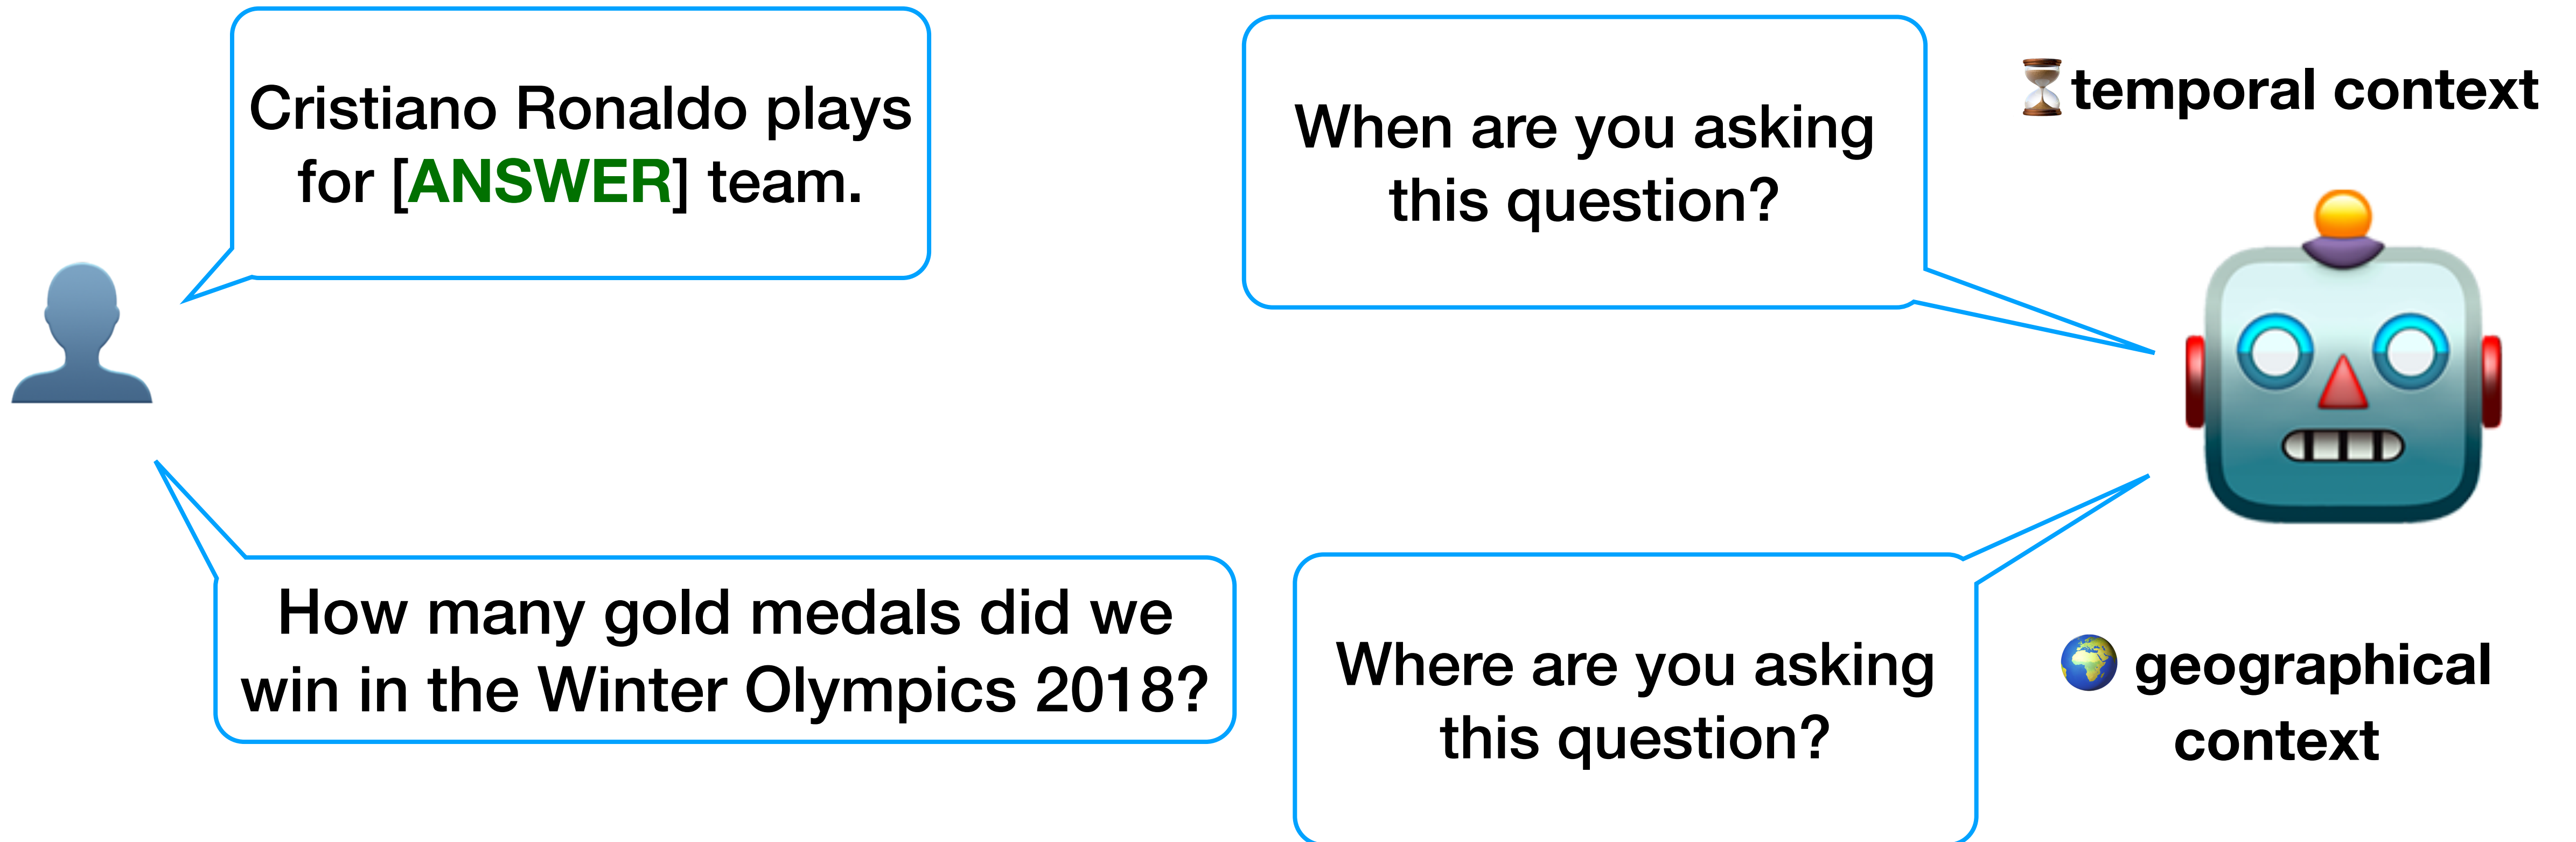 Cristiano Ronaldo plays
for [ANSWER] team.
When are you asking
this question?
temporal context
How many gold medals did we
win in the Winter Olympics 2018?
Where are you asking
this question?
geographical
context